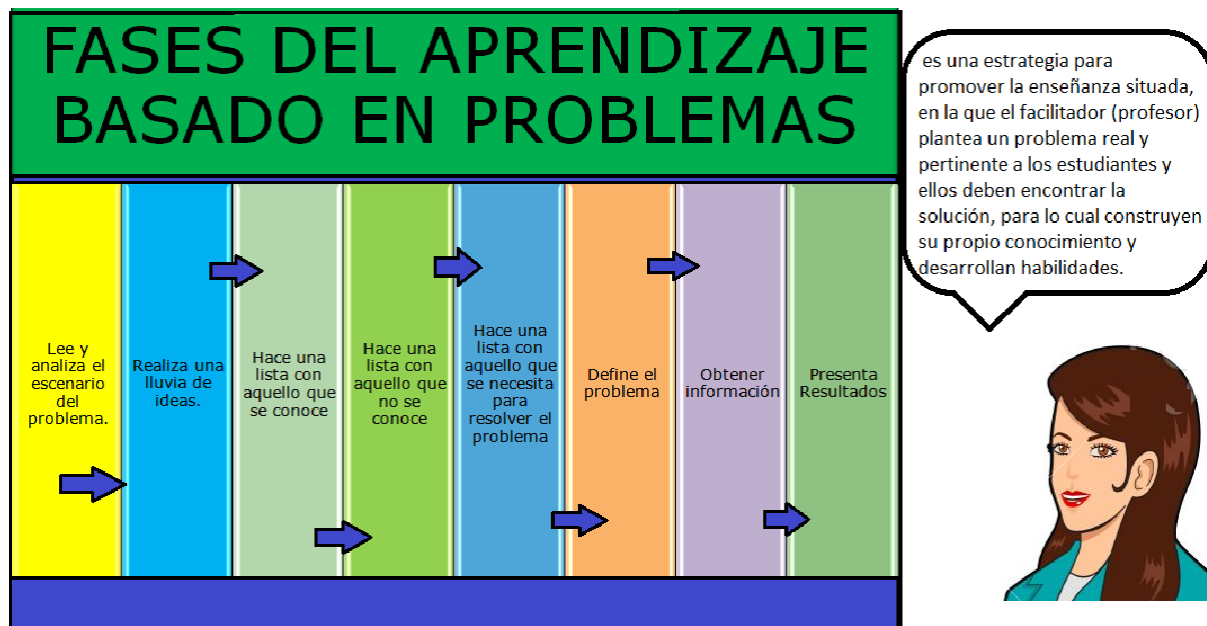 FASES DEL APRENDIZAJE
BASADO EN PROBLEMAS
Lee y
analiza el
escenario
del
problema.
Realiza una
lluvia de
ideas.
Hace una
lista con
aquello que
se conoce
Hace una
lista con
aquello que
no se
conoce
Hace una
lista con
aquello que
se necesita
para
resolver el
problema
Define el
problema
Obtener
información
Presenta
Resultados
es una estrategia para
promover la enseñanza situada,
en la que el facilitador (profesor)
plantea un problema real y
pertinente a los estudiantes y
ellos deben encontrar la
solución, para lo cual construyen
su propio conocimiento y
desarrollan habilidades.